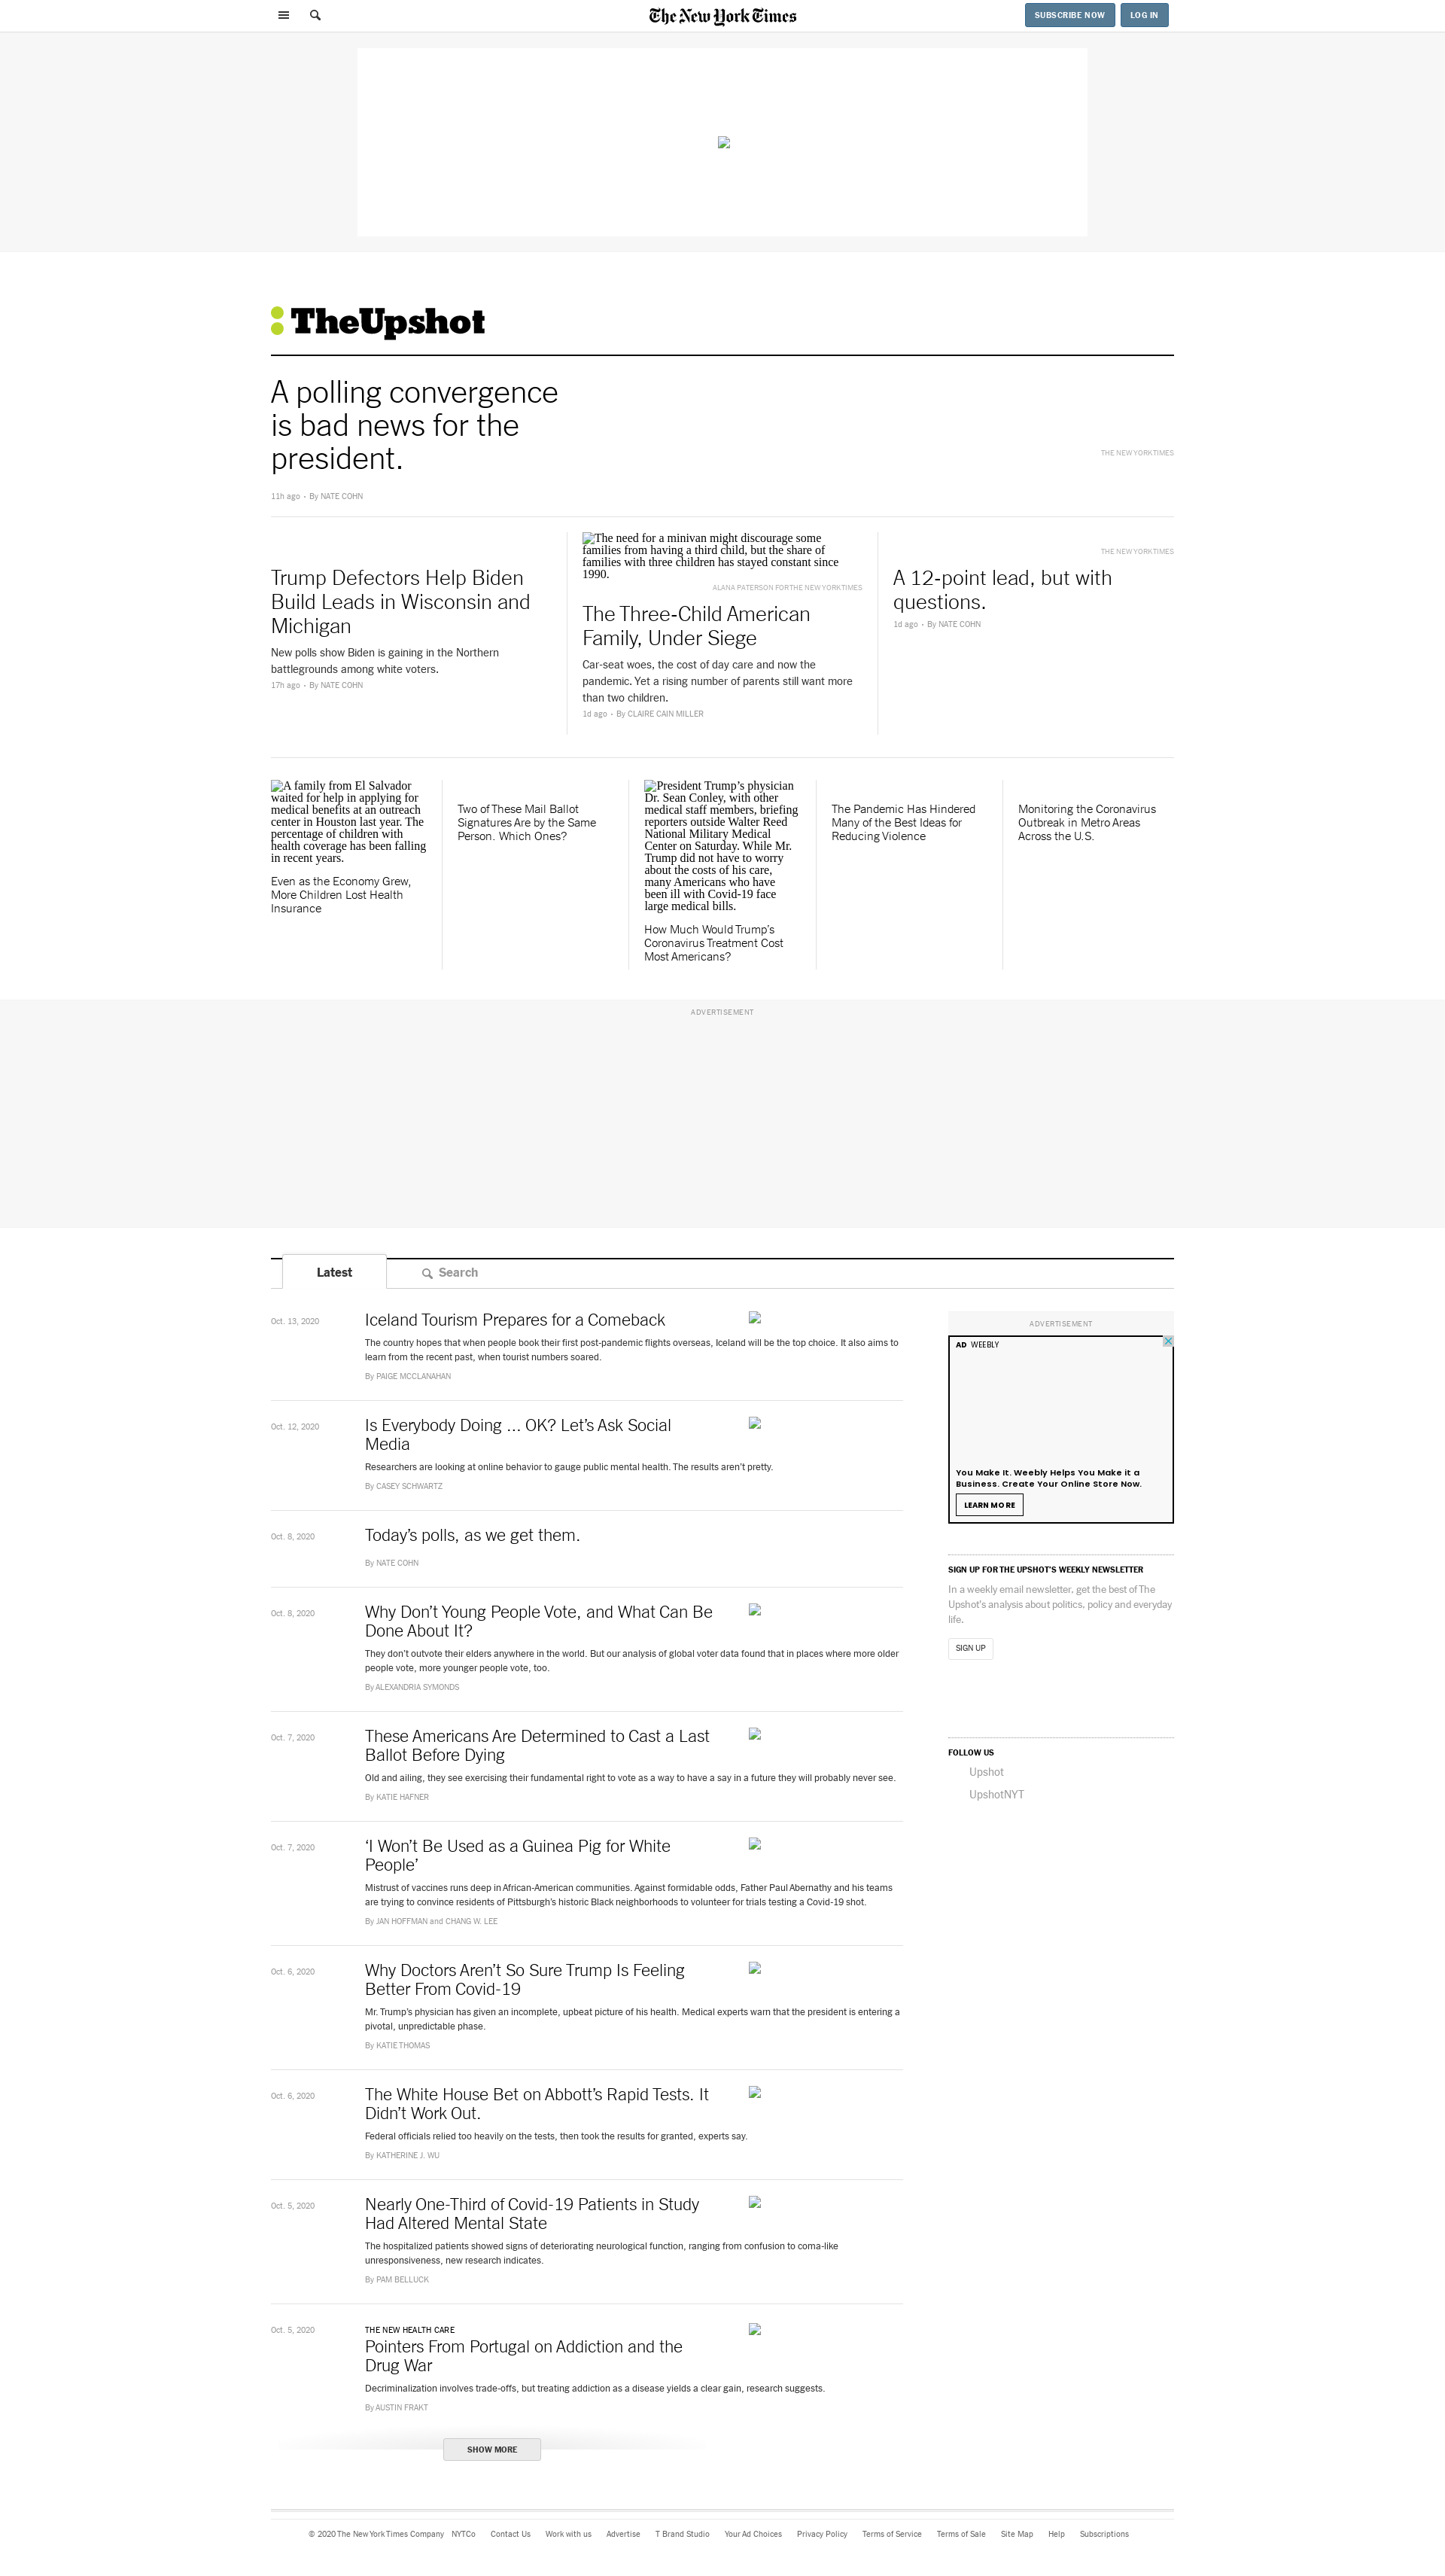 The New York Times
SUBSCRIBE NOW
LOG IN
TheUpshot
A polling convergence
is bad news for the
president.
THE NEW YORK TIMES
11h ago • By NATE COHN
Trump Defectors Help Biden
Build Leads in Wisconsin and
Michigan
New polls show Biden is gaining in the Northern
battlegrounds among white voters.
17h ago • By NATE COHN
The need for a minivan might discourage some
families from having a third child, but the share of
families with three children has stayed constant since
1990.
ALANA PATERSON FOR THE NEW YORK TIMES
The Three-Child American
Family, Under Siege
Car-seat woes, the cost of day care and now the
pandemic. Yet a rising number of parents still want more
than two children.
1d ago • By CLAIRE CAIN MILLER
THE NEW YORK TIMES
A 12-point lead, but with
questions.
1d ago • By NATE COHN
A family from El Salvador
waited for help in applying for
medical benefits at an outreach
center in Houston last year. The
percentage of children with
health coverage has been falling
in recent years.
Even as the Economy Grew,
More Children Lost Health
Insurance
Two of These Mail Ballot
Signatures Are by the Same
Person. Which Ones?
President Trump’s physician
Dr. Sean Conley, with other
medical staff members, briefing
reporters outside Walter Reed
National Military Medical
Center on Saturday. While Mr.
Trump did not have to worry
about the costs of his care,
many Americans who have
been ill with Covid-19 face
large medical bills.
How Much Would Trump’s
Coronavirus Treatment Cost
Most Americans?
The Pandemic Has Hindered
Many of the Best Ideas for
Reducing Violence
Monitoring the Coronavirus
Outbreak in Metro Areas
Across the U.S.
ADVERTISEMENT
Latest
Search
Oct. 13, 2020
Iceland Tourism Prepares for a Comeback
The country hopes that when people book their first post-pandemic flights overseas, Iceland will be the top choice. It also aims to
learn from the recent past, when tourist numbers soared.
By PAIGE MCCLANAHAN
Oct. 12, 2020
Is Everybody Doing … OK? Let’s Ask Social
Media
Researchers are looking at online behavior to gauge public mental health. The results aren’t pretty.
By CASEY SCHWARTZ
Oct. 8, 2020
Today’s polls, as we get them.
By NATE COHN
Oct. 8, 2020
Why Don’t Young People Vote, and What Can Be
Done About It?
They don’t outvote their elders anywhere in the world. But our analysis of global voter data found that in places where more older
people vote, more younger people vote, too.
By ALEXANDRIA SYMONDS
Oct. 7, 2020
These Americans Are Determined to Cast a Last
Ballot Before Dying
Old and ailing, they see exercising their fundamental right to vote as a way to have a say in a future they will probably never see.
By KATIE HAFNER
Oct. 7, 2020
‘I Won’t Be Used as a Guinea Pig for White
People’
Mistrust of vaccines runs deep in African-American communities. Against formidable odds, Father Paul Abernathy and his teams
are trying to convince residents of Pittsburgh’s historic Black neighborhoods to volunteer for trials testing a Covid-19 shot.
By JAN HOFFMAN and CHANG W. LEE
Oct. 6, 2020
Why Doctors Aren’t So Sure Trump Is Feeling
Better From Covid-19
Mr. Trump’s physician has given an incomplete, upbeat picture of his health. Medical experts warn that the president is entering a
pivotal, unpredictable phase.
By KATIE THOMAS
Oct. 6, 2020
The White House Bet on Abbott’s Rapid Tests. It
Didn’t Work Out.
Federal officials relied too heavily on the tests, then took the results for granted, experts say.
By KATHERINE J. WU
Oct. 5, 2020
Nearly One-Third of Covid-19 Patients in Study
Had Altered Mental State
The hospitalized patients showed signs of deteriorating neurological function, ranging from confusion to coma-like
unresponsiveness, new research indicates.
By PAM BELLUCK
Oct. 5, 2020
THE NEW HEALTH CARE
Pointers From Portugal on Addiction and the
Drug War
Decriminalization involves trade-offs, but treating addiction as a disease yields a clear gain, research suggests.
By AUSTIN FRAKT
SHOW MORE
ADVERTISEMENT
AD WEEBLY
You Make It. Weebly Helps You Make it a
Business. Create Your Online Store Now.
LEARN MORE
SIGN UP FOR THE UPSHOT’S WEEKLY NEWSLETTER
In a weekly email newsletter, get the best of The
Upshot’s analysis about politics, policy and everyday
life.
SIGN UP
FOLLOW US
Upshot
UpshotNYT
© 2020 The New York Times Company NYTCo Contact Us Work with us Advertise T Brand Studio Your Ad Choices Privacy Policy Terms of Service Terms of Sale Site Map Help Subscriptions